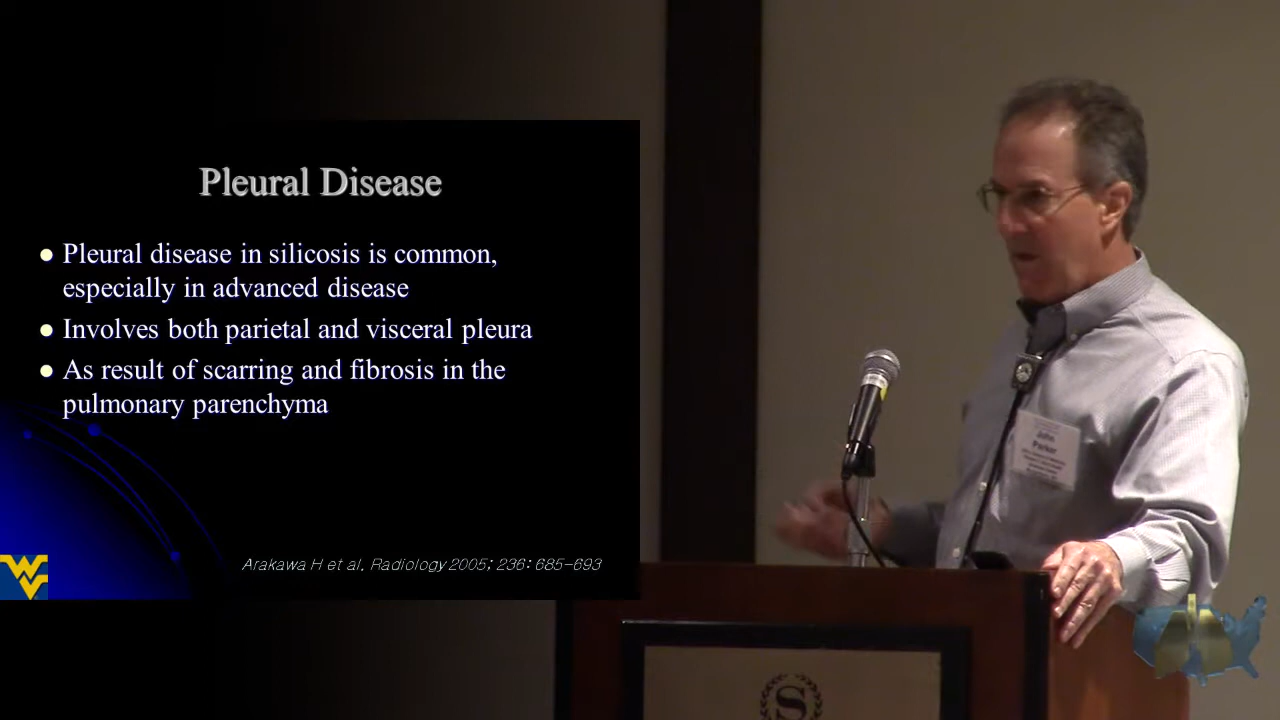 Pleural Disease
● Pleural disease in silicosis is common,
especially in advanced disease
● Involves both parietal and visceral pleura
● As result of scarring and fibrosis in the
pulmonary parenchyma
Arakawa H et al, Radiology 2005; 236: 685-693
WV
John
Parker
S